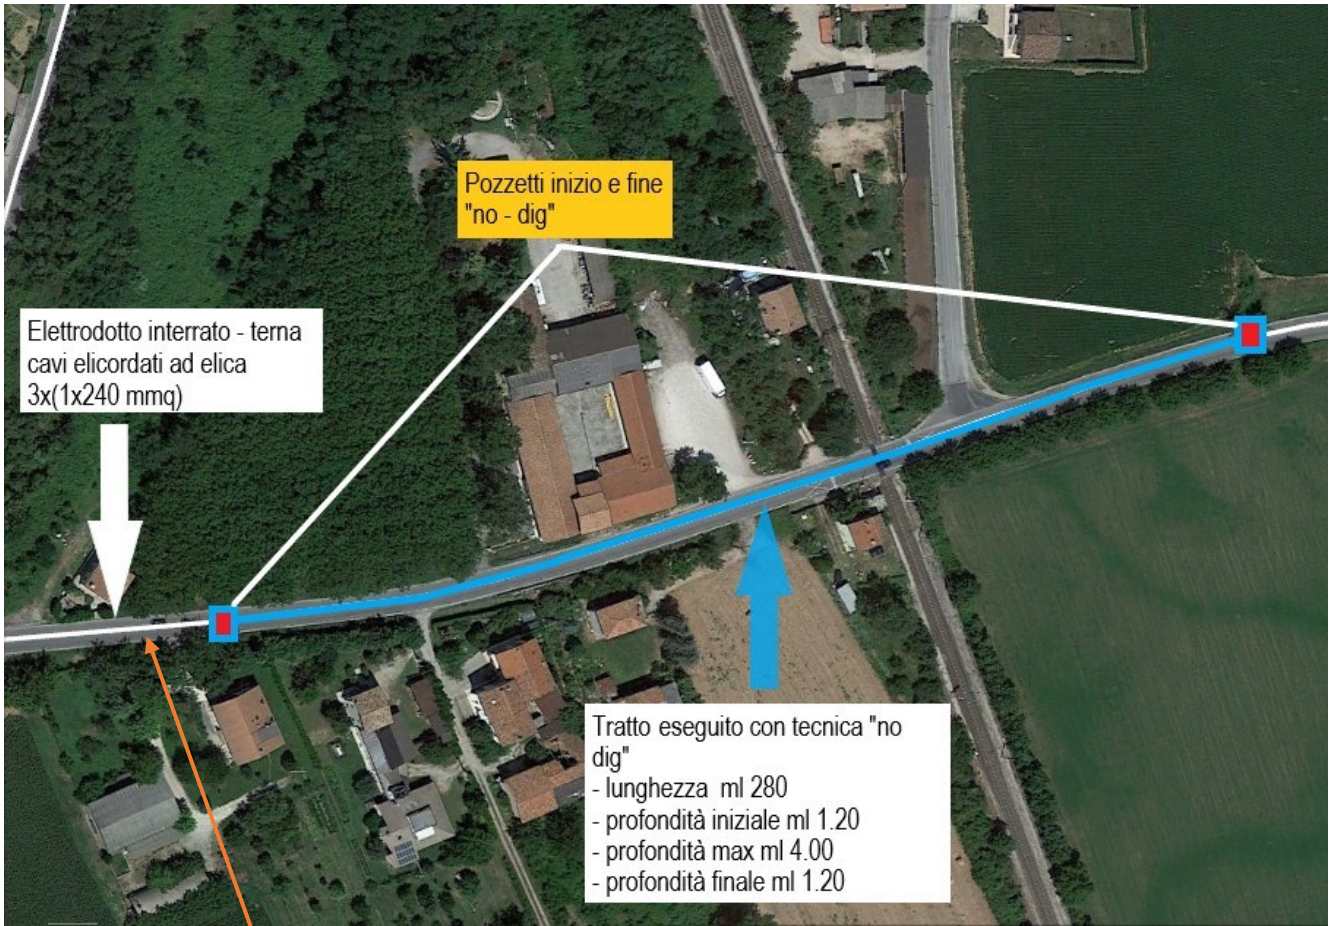 Pozzetti inizio e fine
"no - dig"
Elettrodotto interrato - terna
cavi elicordati ad elica
3x(1x240 mmq)
Tratto eseguito con tecnica "no
dig"
- lunghezza ml 280
- profondità iniziale ml 1.20
- profondità max ml 4.00
- profondità finale ml 1.20